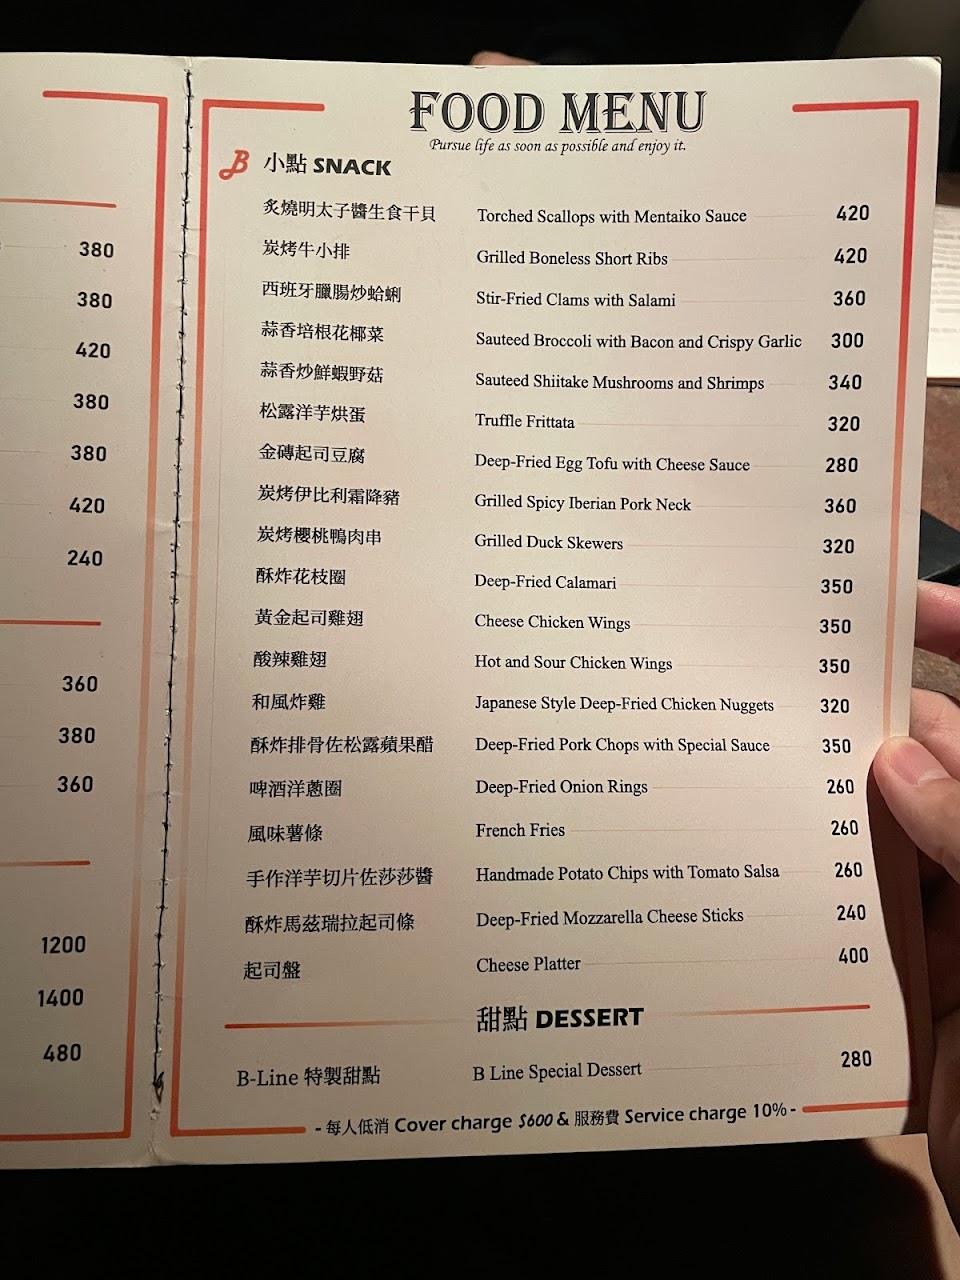 380
380
420
380
380
420
240
360
380
360
1200
1400
480
FOOD MENU
Pursue life as soon as possible and enjoy it.
B 小點 SNACK
炙燒明太子醬生食干貝 Torched Scallops with Mentaiko Sauce 420
炭烤牛小排 Grilled Boneless Short Ribs 420
西班牙臘腸炒蛤蜊 Stir-Fried Clams with Salami 360
蒜香培根花椰菜 Sauteed Broccoli with Bacon and Crispy Garlic 300
蒜香炒鮮蝦野菇 Sauteed Shiitake Mushrooms and Shrimps 340
松露洋芋烘蛋 Truffle Frittata 320
金磚起司豆腐 Deep-Fried Egg Tofu with Cheese Sauce 280
炭烤伊比利霜降豬 Grilled Spicy Iberian Pork Neck 360
炭烤櫻桃鴨肉串 Grilled Duck Skewers 320
酥炸花枝圈 Deep-Fried Calamari 350
黃金起司雞翅 Cheese Chicken Wings 350
酸辣雞翅 Hot and Sour Chicken Wings 350
和風炸雞 Japanese Style Deep-Fried Chicken Nuggets 320
酥炸排骨佐松露蘋果醋 Deep-Fried Pork Chops with Special Sauce 350
啤酒洋蔥圈 Deep-Fried Onion Rings 260
風味薯條 French Fries 260
手作洋芋切片佐莎莎醬 Handmade Potato Chips with Tomato Salsa 260
酥炸馬茲瑞拉起司條 Deep-Fried Mozzarella Cheese Sticks 240
起司盤 Cheese Platter 400
甜點 DESSERT
B-Line 特製甜點 B Line Special Dessert 280
- 每人低消 Cover charge $600 & 服務費 Service charge 10% -